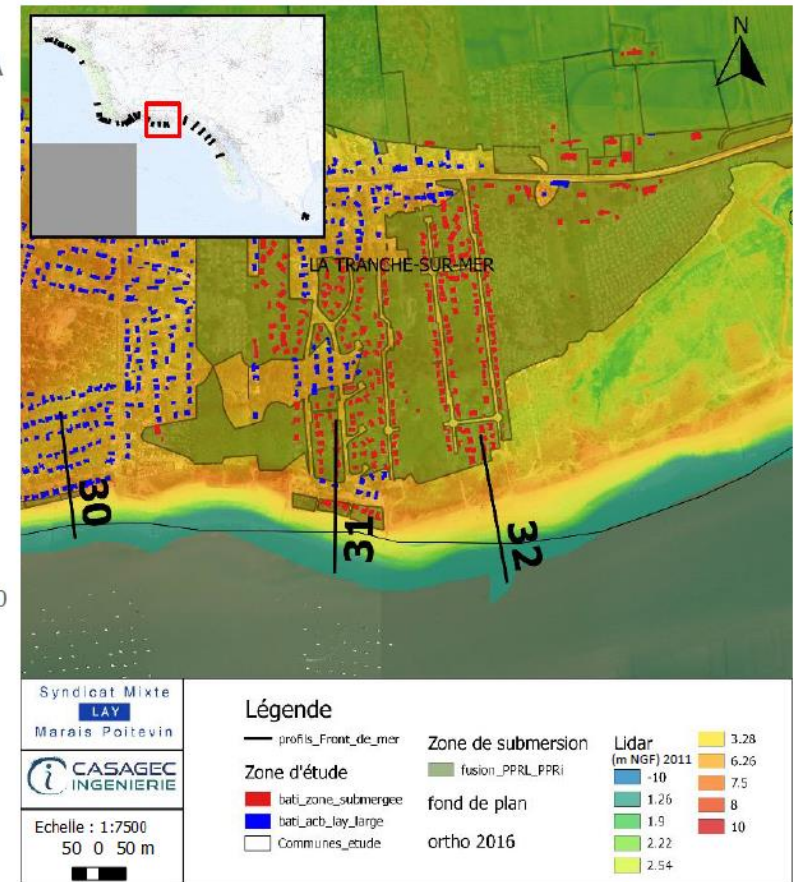 N
LA TRANCHE-SUR-MER
30
31
32
Syndicat Mixte
LAY
Marais Poitevin
CASAGEC
INGENIERIE
Echelle : 1:7500
50 0 50 m
Légende
profils_Front_de_mer
Zone d'étude
bati_zone_submergee
bati_acb_lay_large
Communes_etude
Zone de submersion
fusion_PPRL_PPRi
fond de plan
ortho 2016
Lidar
(m NGF) 2011
-10
1.26
1.9
2.22
2.54
3.28
6.26
7.5
8
10